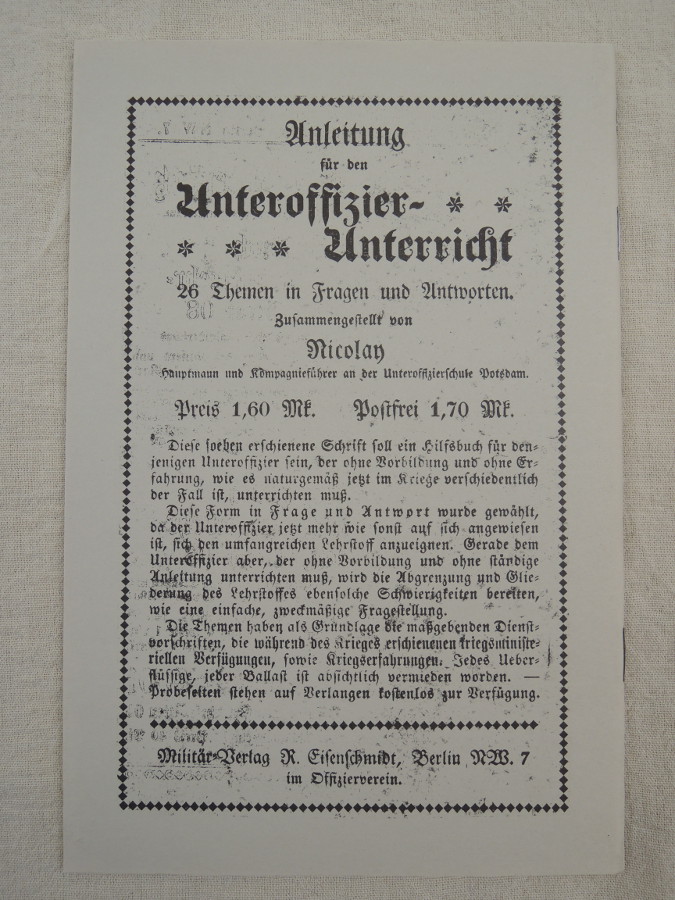 Anleitung
für den
Unteroffizier-
Unterricht
26 Themen in Fragen und Antworten.
Zusammengestellt von
Nicolay
Hauptmann und Kompagnieführer an der Unteroffizierschule Potsdam.
Preis 1,60 Mk. Postfrei 1,70 Mk.
Diese soeben erschienene Schrift soll ein Hilfsbuch für den-
jenigen Unteroffizier sein, der ohne Vorbildung und ohne Er-
fahrung, wie es naturgemäß jetzt im Kriege verschiedentlich
der Fall ist, unterrichten muß.
Diese Form in Frage und Antwort wurde gewählt,
da der Unteroffizier jetzt mehr wie sonst auf sich angewiesen
ist, sich den umfangreichen Lehrstoff anzueignen. Gerade dem
Unteroffizier aber, der ohne Vorbildung und ohne ständige
Anleitung unterrichten muß, wird die Abgrenzung und Glie-
derung des Lehrstoffes ebensolche Schwierigkeiten bereiten,
wie eine einfache, zweckmäßige Fragestellung.
Die Themen haben als Grundlage die maßgebenden Dienst-
vorschriften, die während des Krieges erschienenen kriegsministe-
riellen Verfügungen, sowie Kriegserfahrungen. Jedes Ueber-
flüssige, jeder Ballast ist absichtlich vermieden worden. —
Probeseiten stehen auf Verlangen kostenlos zur Verfügung.
Militär-Verlag R. Eisenschmidt, Berlin NW. 7
im Offizierverein.